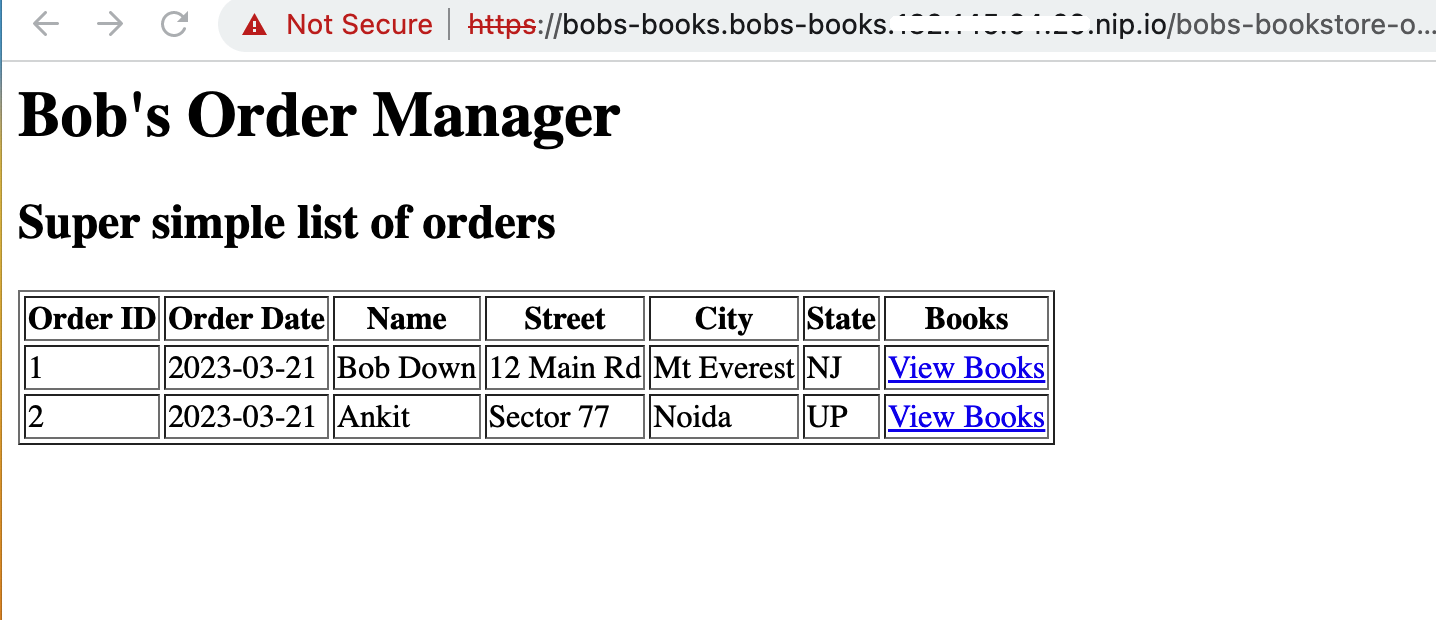 Not Secure https://bobs-books.bobs-books. .nip.io/bobs-bookstore-o...
Bob's Order Manager
Super simple list of orders
Order ID Order Date Name Street City State Books
1 2023-03-21 Bob Down 12 Main Rd Mt Everest NJ View Books
2 2023-03-21 Ankit Sector 77 Noida UP View Books